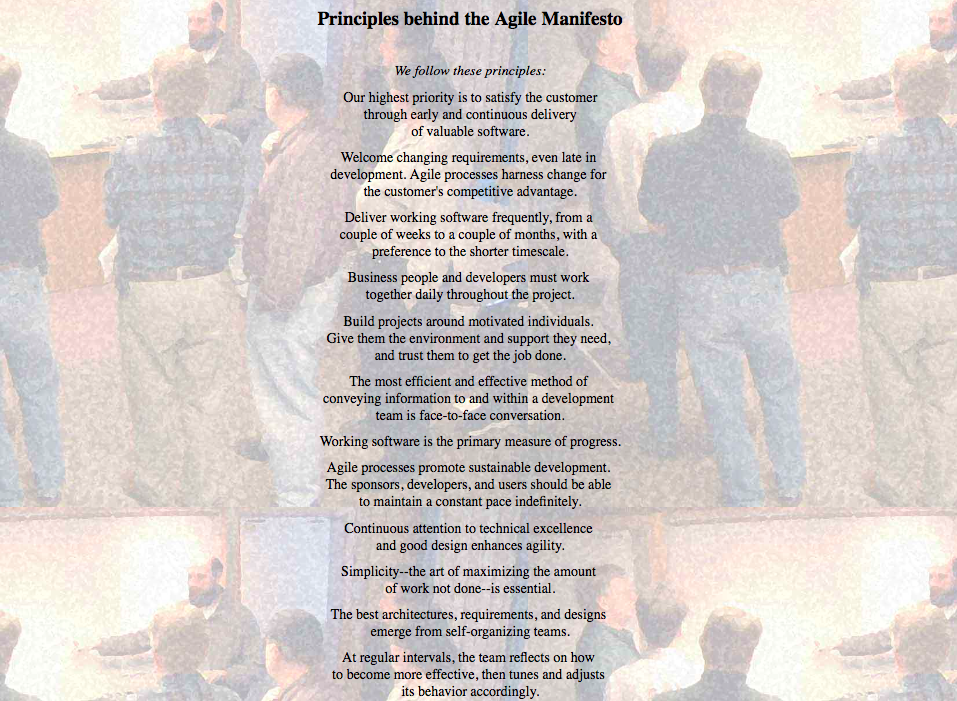 Principles behind the Agile Manifesto
We follow these principles:
Our highest priority is to satisfy the customer
through early and continuous delivery
of valuable software.
Welcome changing requirements, even late in
development. Agile processes harness change for
the customer's competitive advantage.
Deliver working software frequently, from a
couple of weeks to a couple of months, with a
preference to the shorter timescale.
Business people and developers must work
together daily throughout the project.
Build projects around motivated individuals.
Give them the environment and support they need,
and trust them to get the job done.
The most efficient and effective method of
conveying information to and within a development
team is face-to-face conversation.
Working software is the primary measure of progress.
Agile processes promote sustainable development.
The sponsors, developers, and users should be able
to maintain a constant pace indefinitely.
Continuous attention to technical excellence
and good design enhances agility.
Simplicity--the art of maximizing the amount
of work not done--is essential.
The best architectures, requirements, and designs
emerge from self-organizing teams.
At regular intervals, the team reflects on how
to become more effective, then tunes and adjusts
its behavior accordingly.